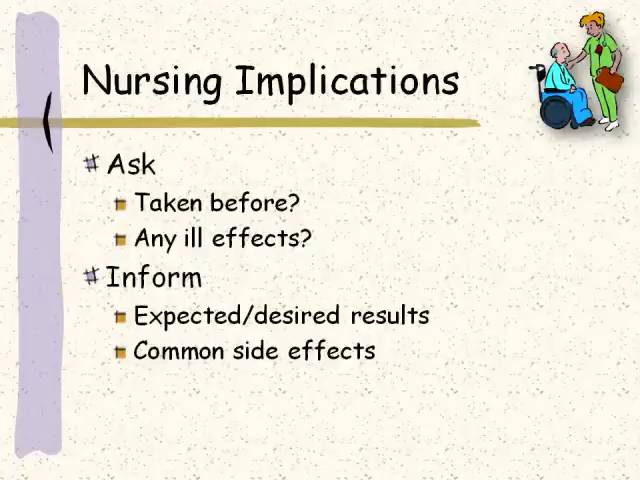 Nursing Implications
Ask
Taken before?
Any ill effects?
Inform
Expected/desired results
Common side effects